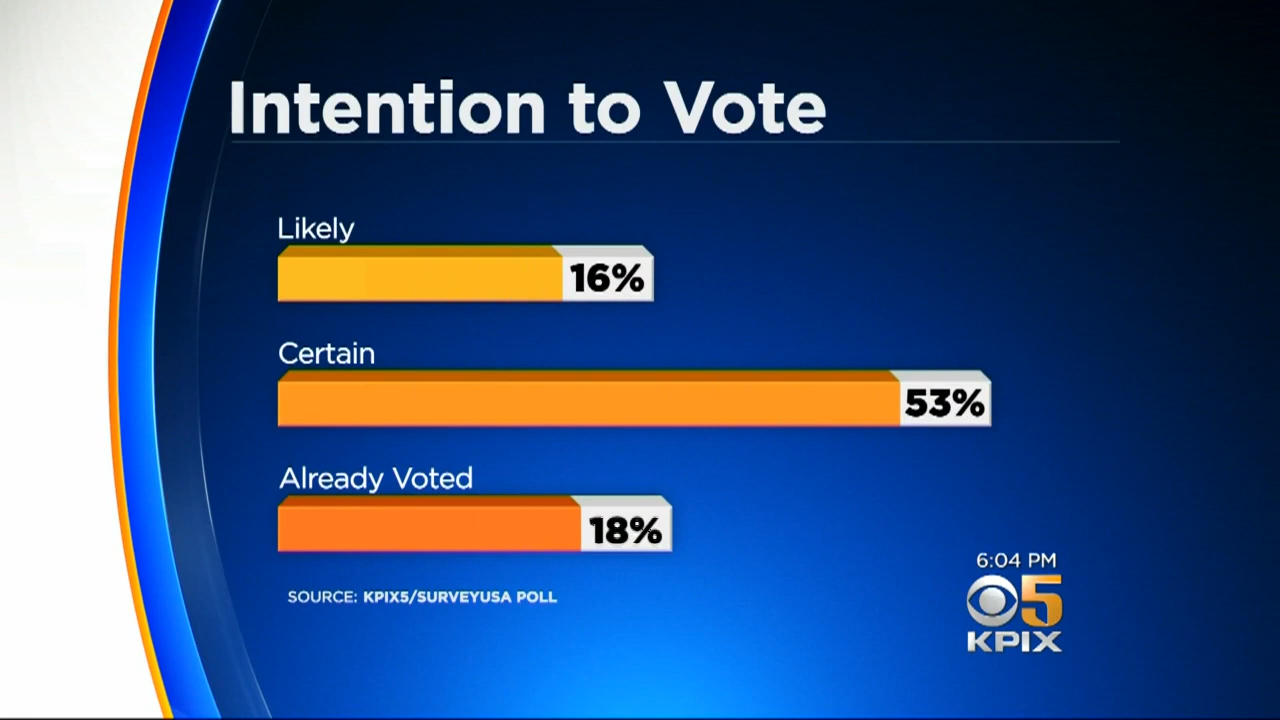 Intention to Vote
Likely
16%
Certain
53%
Already Voted
18%
SOURCE: KPIX5/SURVEYUSA POLL
6:04 PM
5
KPIX